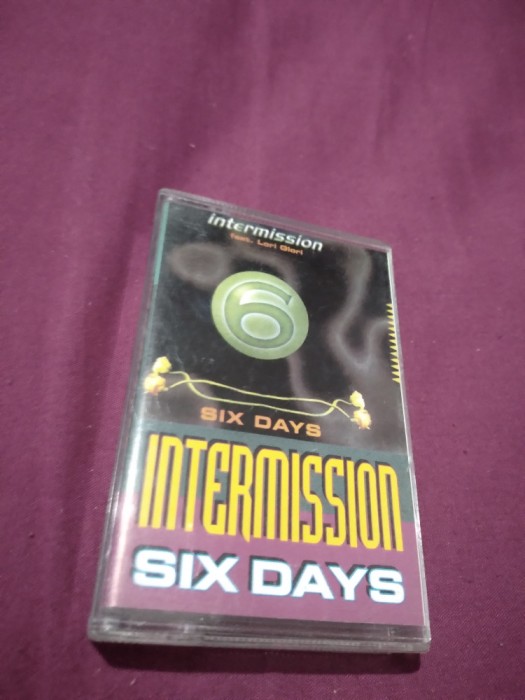 intermission
feat. Lori Glori
6
SIX DAYS
INTERMISSION
SIX DAYS